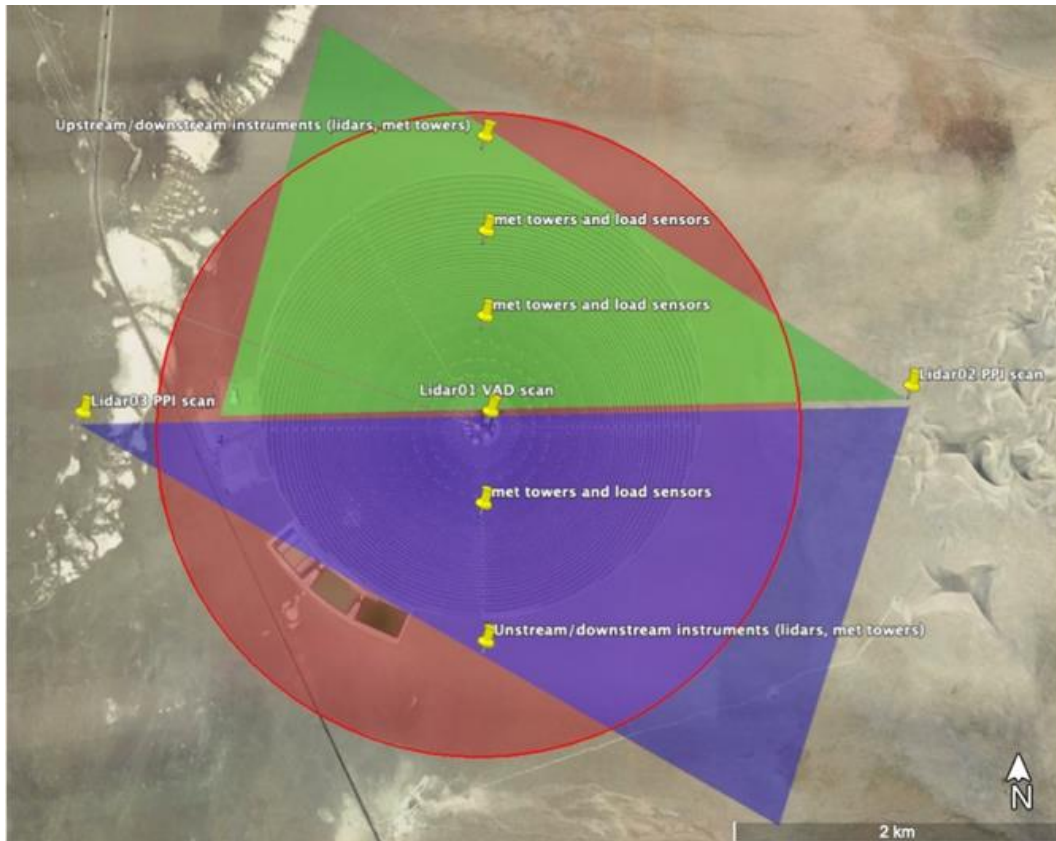 Upstream/downstream instruments (lidars, met towers)
met towers and load sensors
met towers and load sensors
Lidar02 PPI scan
Lidar01 VAD scan
Lidar03 PPI scan
met towers and load sensors
Unstream/downstream instruments (lidars, met towers)
N
2 km